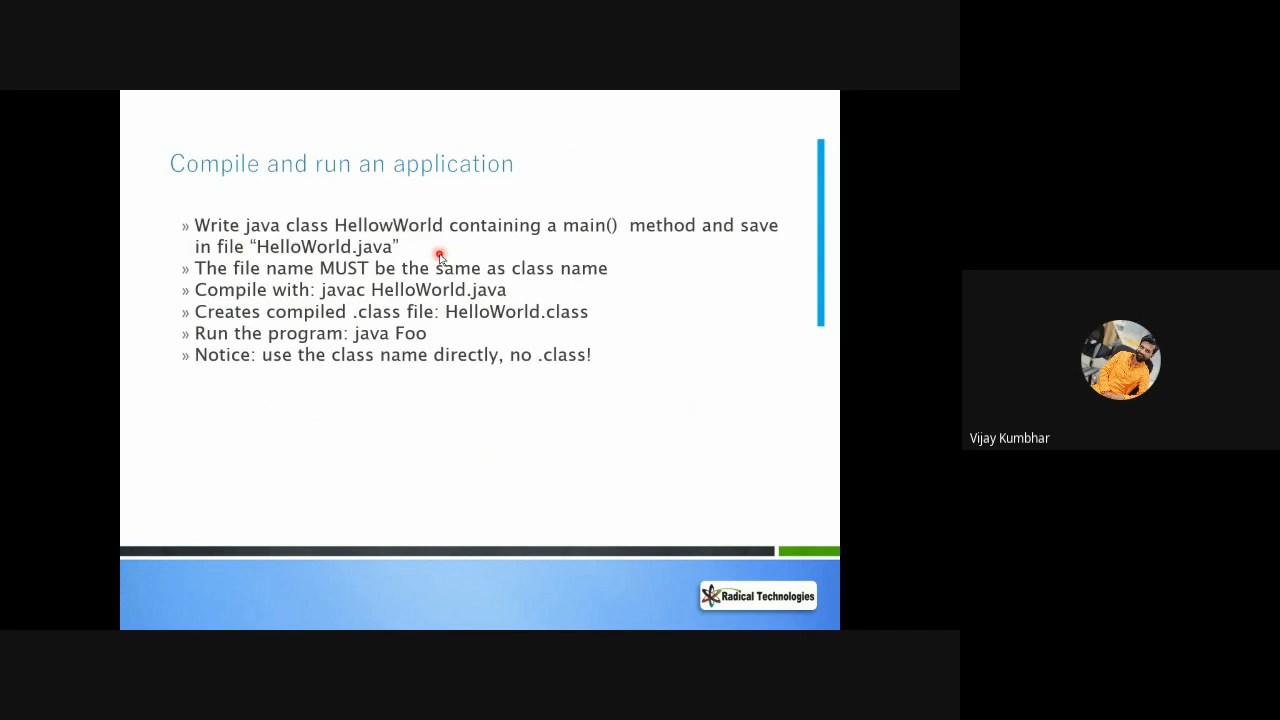 Compile and run an application
» Write java class HellowWorld containing a main() method and save
in file “HelloWorld.java”
» The file name MUST be the same as class name
» Compile with: javac HelloWorld.java
» Creates compiled .class file: HelloWorld.class
» Run the program: java Foo
» Notice: use the class name directly, no .class!
Vijay Kumbhar
Radical Technologies